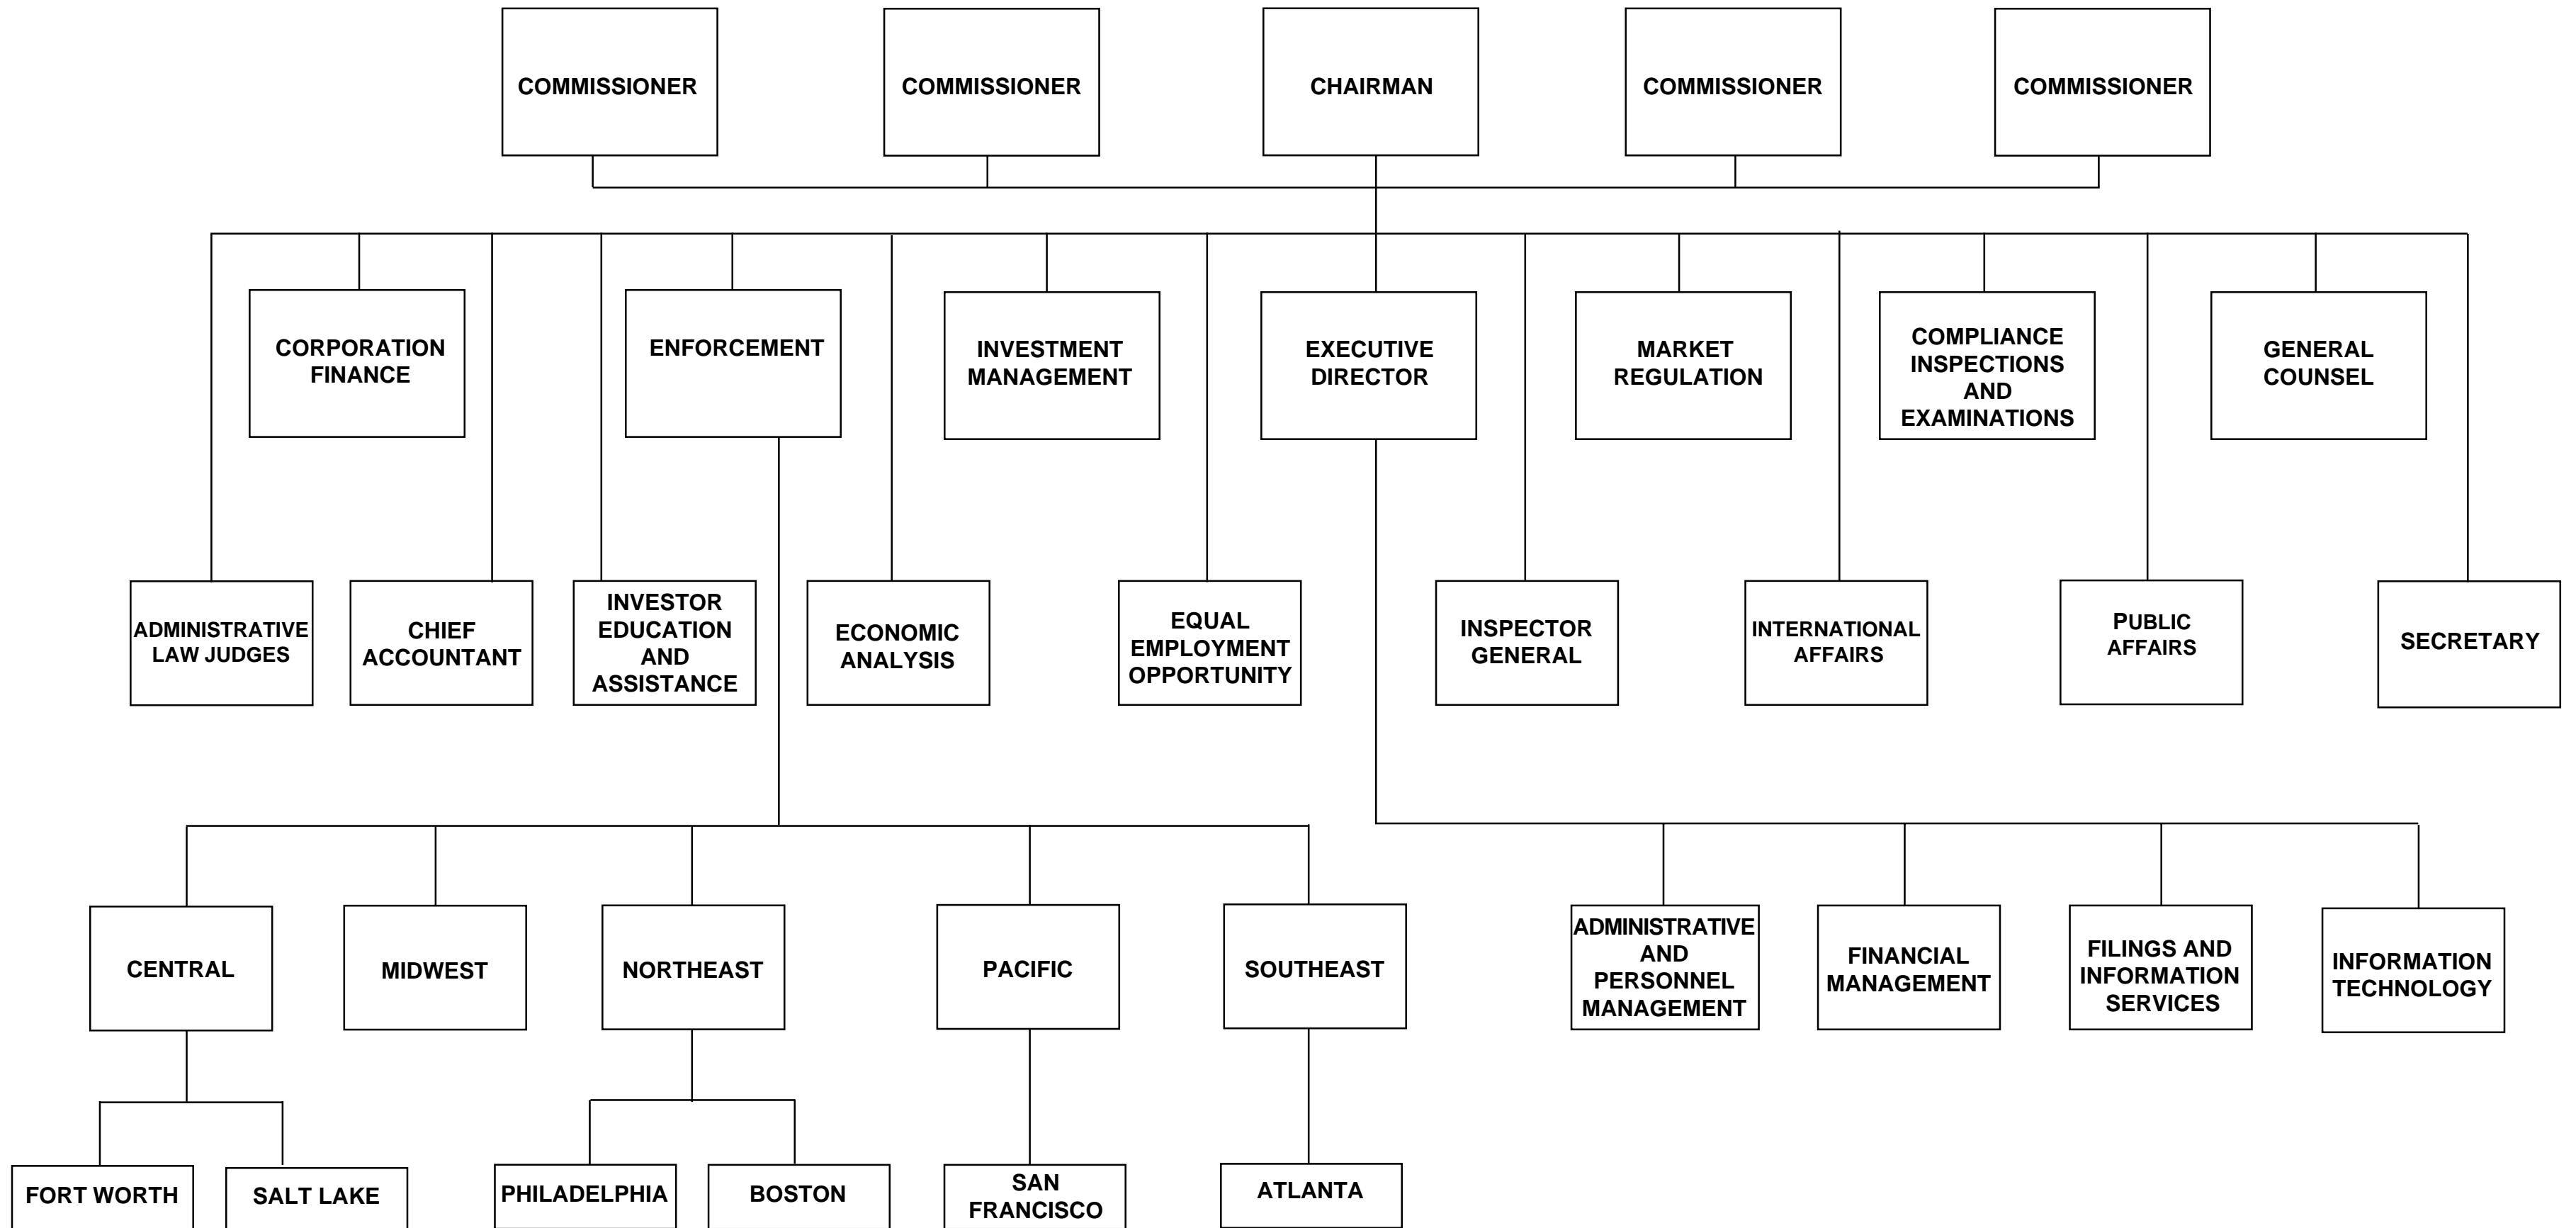 COMMISSIONER
COMMISSIONER
CHAIRMAN
COMMISSIONER
COMMISSIONER
CORPORATION
FINANCE
ENFORCEMENT
INVESTMENT
MANAGEMENT
EXECUTIVE
DIRECTOR
MARKET
REGULATION
COMPLIANCE
INSPECTIONS
AND
EXAMINATIONS
GENERAL
COUNSEL
ADMINISTRATIVE
LAW JUDGES
CHIEF
ACCOUNTANT
INVESTOR
EDUCATION
AND
ASSISTANCE
ECONOMIC
ANALYSIS
EQUAL
EMPLOYMENT
OPPORTUNITY
INSPECTOR
GENERAL
INTERNATIONAL
AFFAIRS
PUBLIC
AFFAIRS
SECRETARY
CENTRAL
MIDWEST
NORTHEAST
PACIFIC
SOUTHEAST
ADMINISTRATIVE
AND
PERSONNEL
MANAGEMENT
FINANCIAL
MANAGEMENT
FILINGS AND
INFORMATION
SERVICES
INFORMATION
TECHNOLOGY
FORT WORTH
SALT LAKE
PHILADELPHIA
BOSTON
SAN
FRANCISCO
ATLANTA